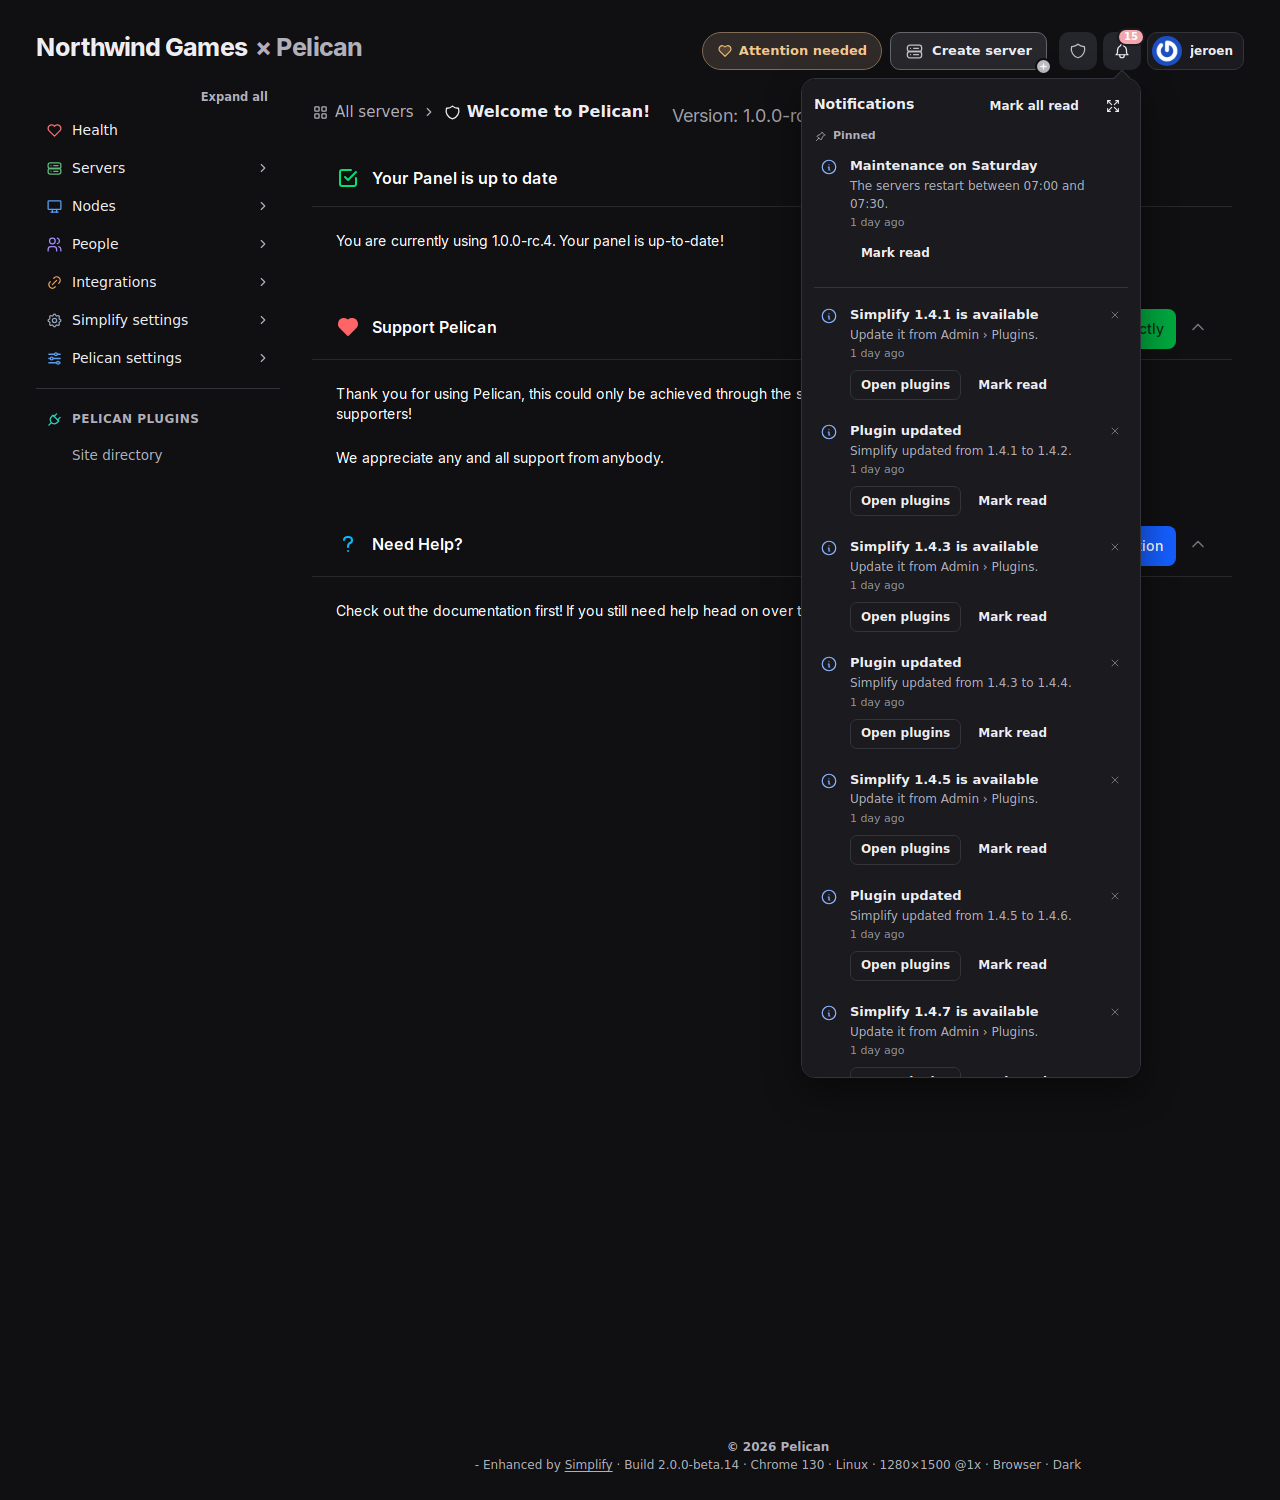 Northwind Games × Pelican
Attention needed
Create server
15
jeroen
Expand all
Health
Servers
Nodes
People
Integrations
Simplify settings
Pelican settings
PELICAN PLUGINS
Site directory
All servers › Welcome to Pelican!
Version: 1.0.0-rc
Your Panel is up to date
You are currently using 1.0.0-rc.4. Your panel is up-to-date!
Support Pelican
Thank you for using Pelican, this could only be achieved through the
supporters!
We appreciate any and all support from anybody.
Need Help?
Check out the documentation first! If you still need help head on over
Notifications
Mark all read
Pinned
Maintenance on Saturday
The servers restart between 07:00 and
07:30.
1 day ago
Mark read
Simplify 1.4.1 is available
Update it from Admin › Plugins.
1 day ago
Open plugins Mark read
Plugin updated
Simplify updated from 1.4.1 to 1.4.2.
1 day ago
Open plugins Mark read
Simplify 1.4.3 is available
Update it from Admin › Plugins.
1 day ago
Open plugins Mark read
Plugin updated
Simplify updated from 1.4.3 to 1.4.4.
1 day ago
Open plugins Mark read
Simplify 1.4.5 is available
Update it from Admin › Plugins.
1 day ago
Open plugins Mark read
Plugin updated
Simplify updated from 1.4.5 to 1.4.6.
1 day ago
Open plugins Mark read
Simplify 1.4.7 is available
Update it from Admin › Plugins.
1 day ago
© 2026 Pelican
- Enhanced by Simplify · Build 2.0.0-beta.14 · Chrome 130 · Linux · 1280×1500 @1x · Browser · Dark